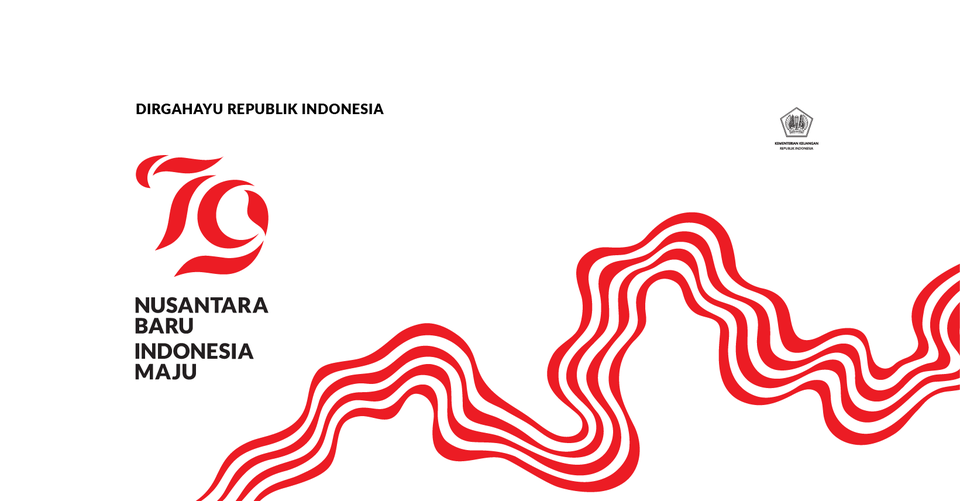 DIRGAHAYU REPUBLIK INDONESIA
KEMENTERIAN KEUANGAN
REPUBLIK INDONESIA
79
NUSANTARA
BARU
INDONESIA
MAJU